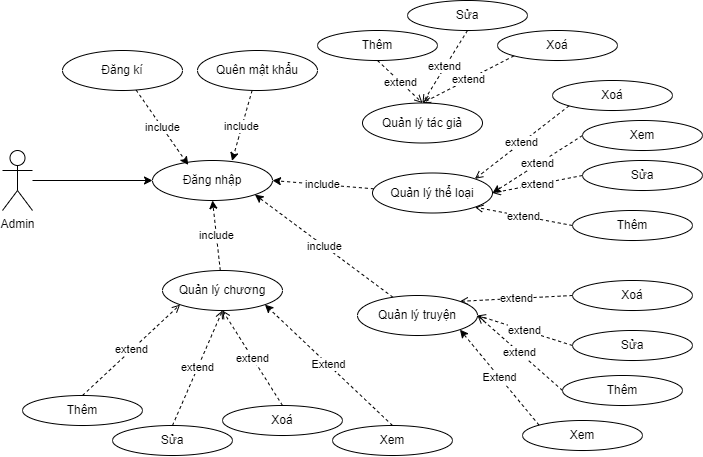 Sửa
Thêm
Xoá
extend
extend
extend
Đăng kí
Quên mật khẩu
Quản lý tác giả
Xoá
extend
Xem
include
include
extend
Admin
Đăng nhập
include
Quản lý thể loại
extend
Sửa
extend
Thêm
include
include
Quản lý chương
Quản lý truyện
extend
Xoá
extend
Sửa
extend
extend
extend
Extend
extend
Thêm
Extend
Thêm
Sửa
Xoá
Xem
Xem